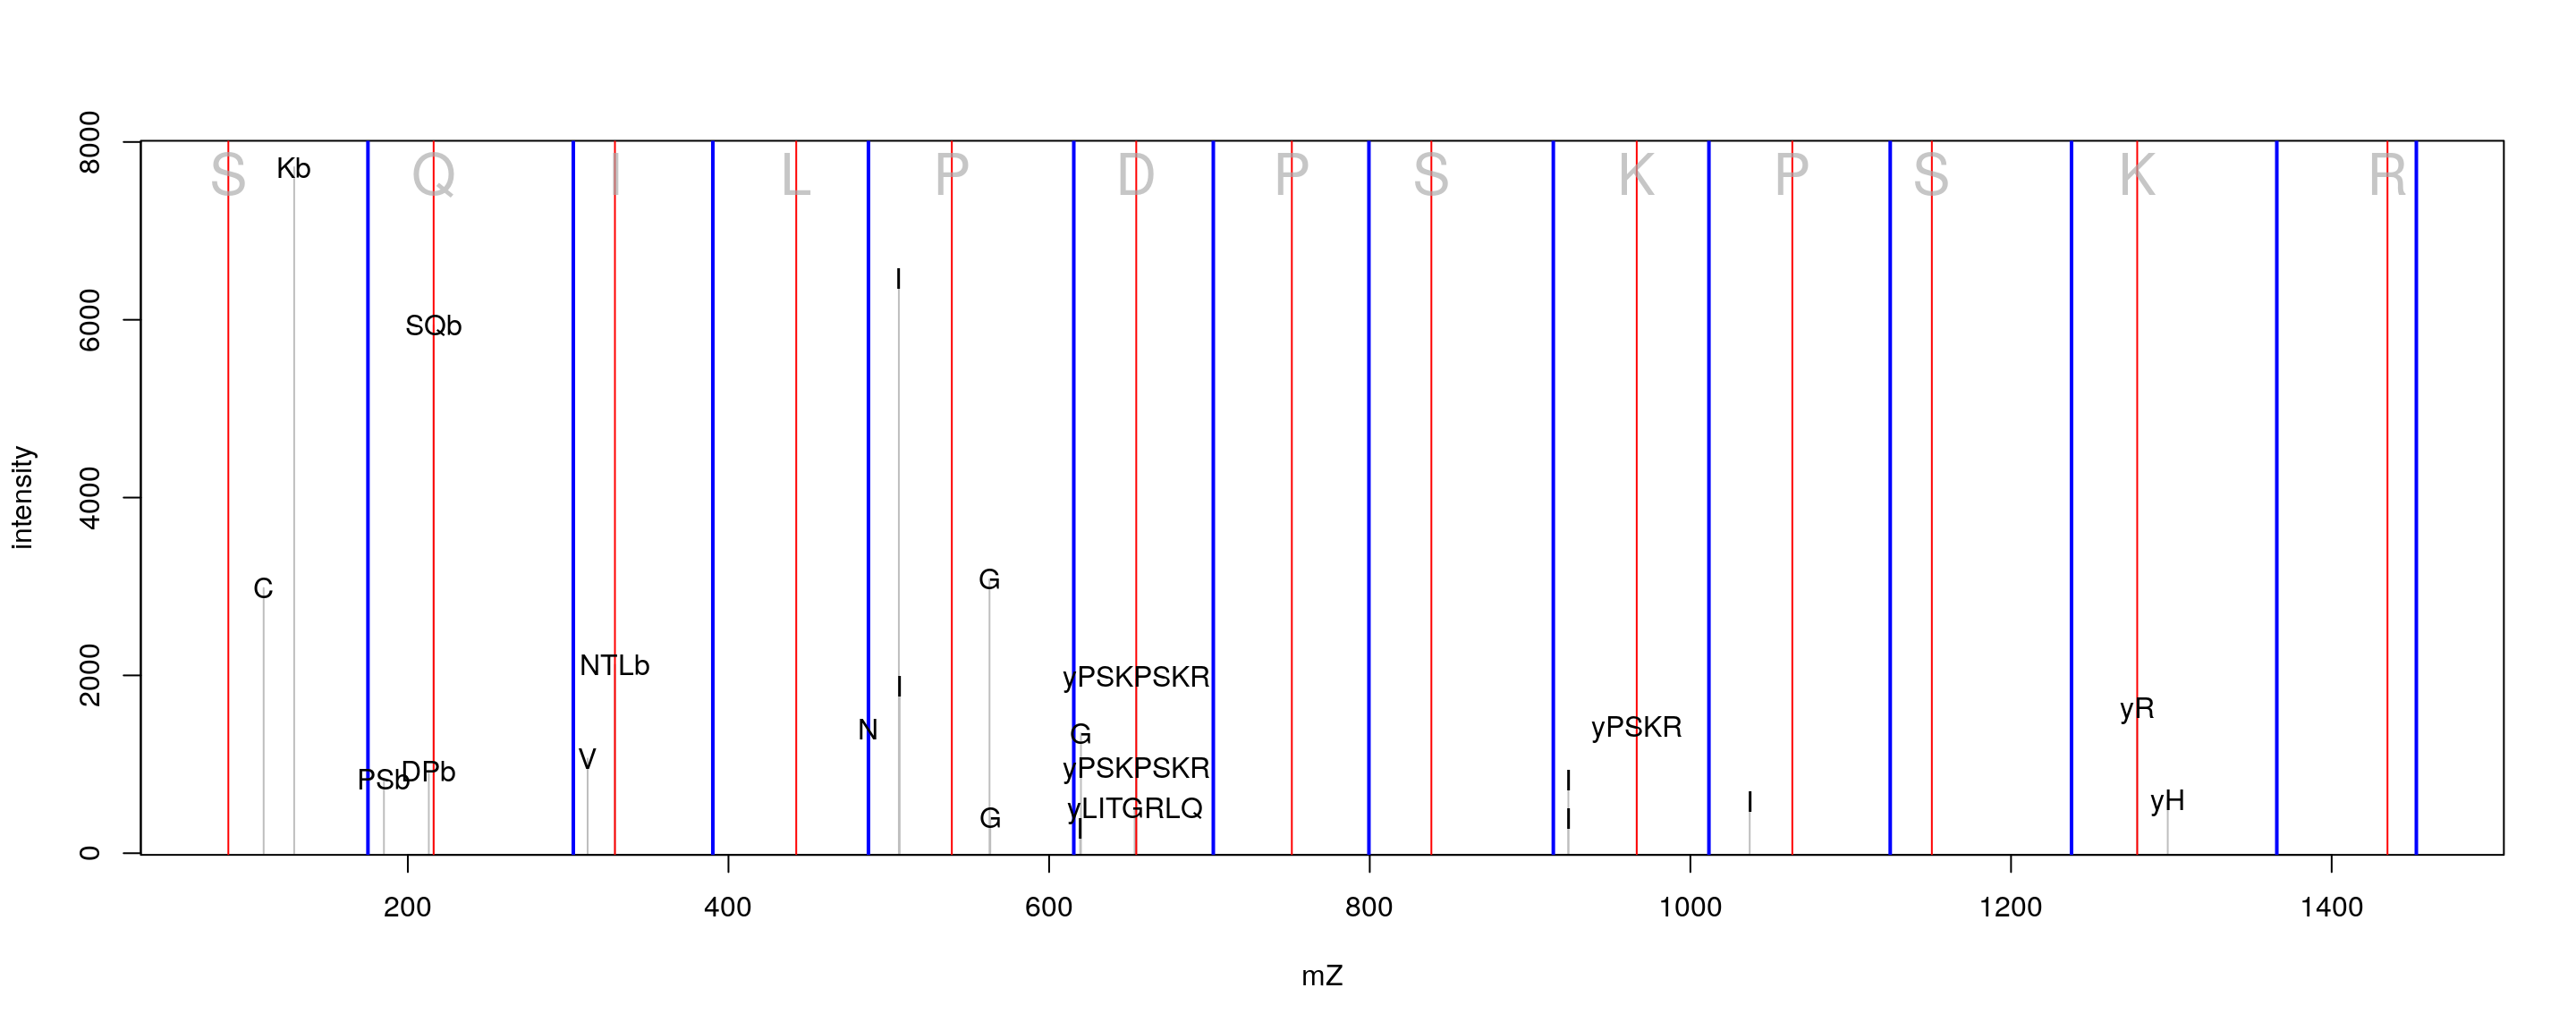 8000
6000
4000
2000
0
intensity
S Q I L P D P S K P S K R
Kb
SQb
I
C
G
NTLb
yPSKPSKR
I
yR
N
G
yPSKR
V
PSb
DPb
yPSKPSKR
I
yLITGRLQ
I
yH
G
I
I
200 400 600 800 1000 1200 1400
mZ